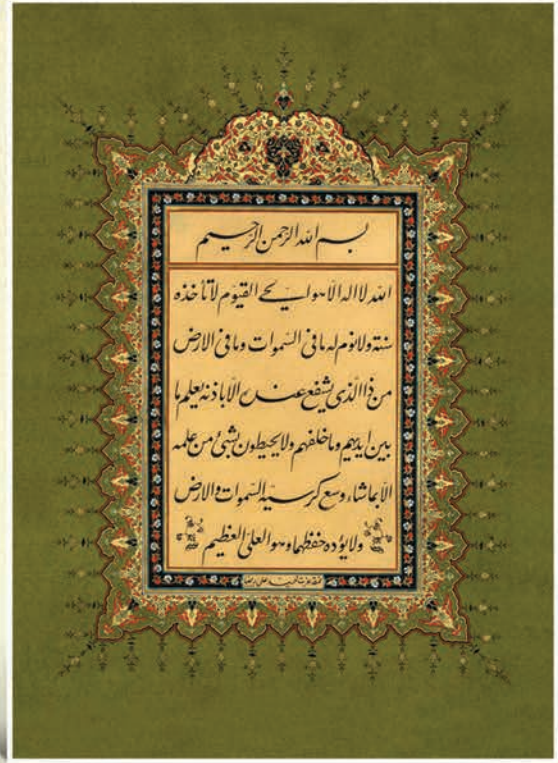 بسم الله الرحمن الرحيم
الله لا اله الا هو الحي القيوم لا تأخذه
سنة ولا نوم له ما في السموات وما في الارض
من ذا الذي يشفع عنده الا باذنه يعلم ما
بين ايديهم وما خلفهم ولا يحيطون بشئ من علمه
الا بما شاء وسع كرسيه السموات والارض
ولا يؤده حفظهما وهو العلي العظيم